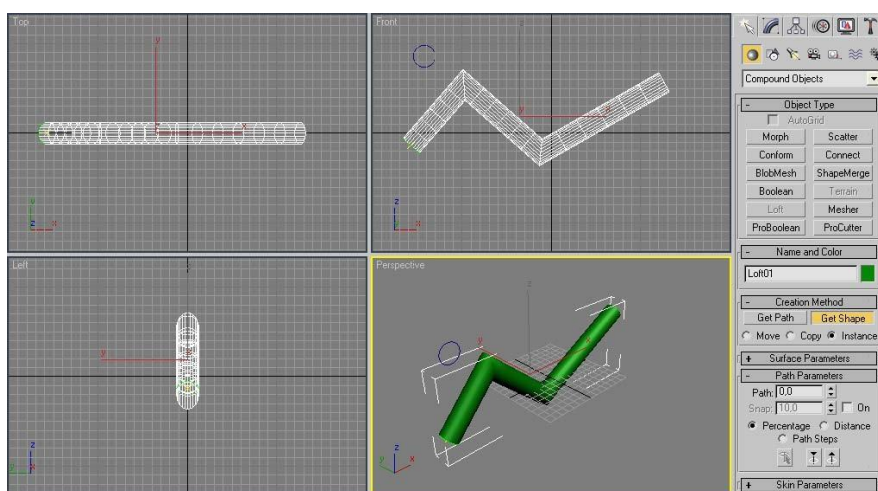 Top
Front
Left
Perspective
y
x
z
x
y
z
x
y
x
z
x
y
z
y
x
y
x
z
y
x
Compound Objects
- Object Type
AutoGrid
Morph Scatter
Conform Connect
BlobMesh ShapeMerge
Boolean Terrain
Loft Mesher
ProBoolean ProCutter
- Name and Color
Loft01
- Creation Method
Get Path Get Shape
Move Copy Instance
+ Surface Parameters
- Path Parameters
Path: 0,0
Snap: 10,0 On
Percentage Distance
Path Steps
+ Skin Parameters